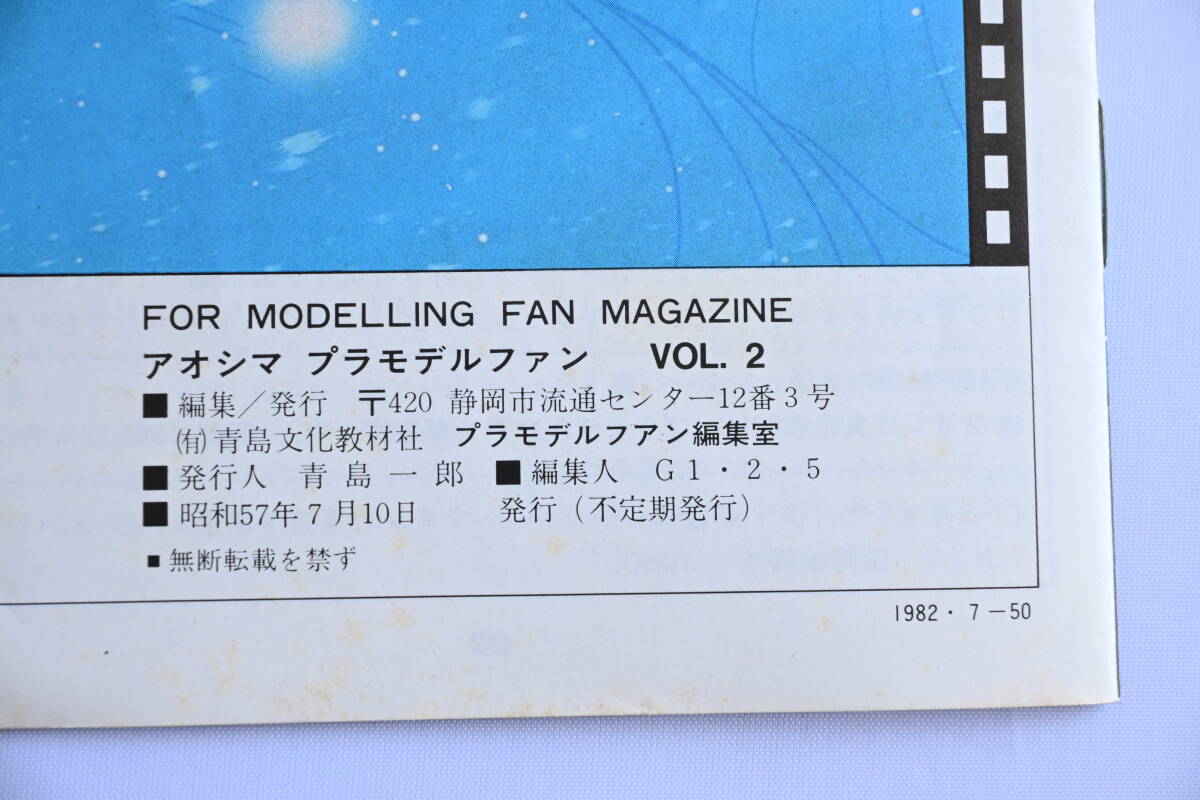 FOR MODELLING FAN MAGAZINE
アオシマ プラモデルファン VOL. 2
■ 編集／発行 〒420 静岡市流通センター12番3号
㈲青島文化教材社 プラモデルフアン編集室
■ 発行人 青島一郎 ■ 編集人 G1・2・5
■ 昭和57年7月10日 発行(不定期発行)
■ 無断転載を禁ず
1982・7－50